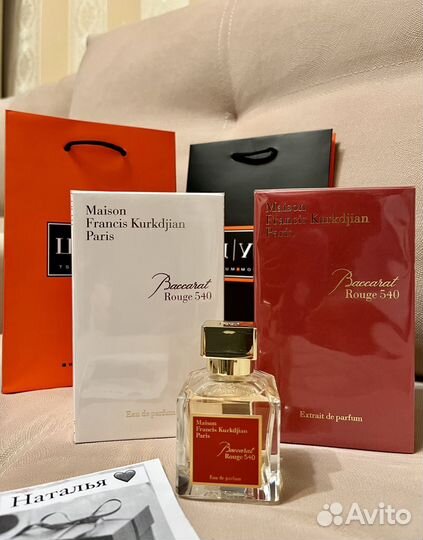 Maison
Francis Kurkdjian
Paris
Baccarat
Rouge 540
Eau de parfum
Maison
Francis Kurkdjian
Paris
Baccarat
Rouge 540
Extrait de parfum
Maison
Francis Kurkdjian
Paris
Baccarat
Rouge 540
Eau de parfum
Наталья
Avito